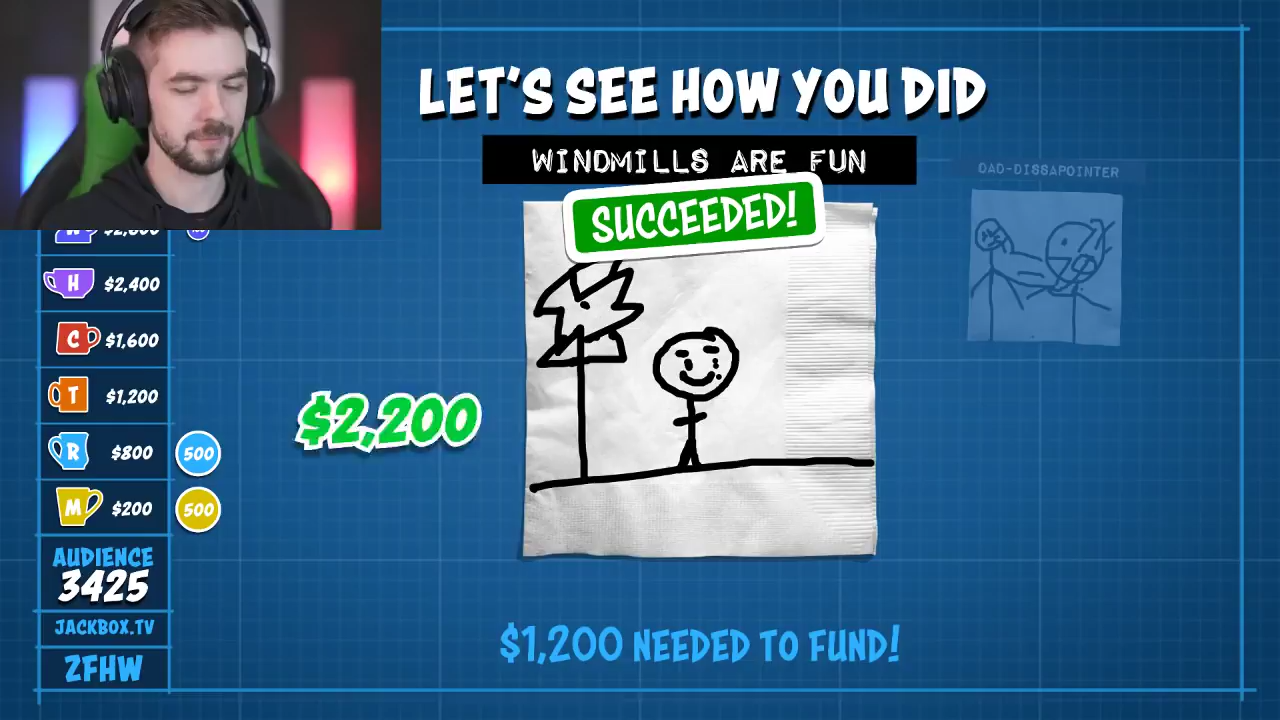 LET'S SEE HOW YOU DID
WINDMILLS ARE FUN
DAD-DISSAPOINTER
SUCCEEDED!
H $2,400
C $1,600
T $1,200
R $800 500
M $200 500
$2,200
AUDIENCE
3425
JACKBOX.TV
ZFHW
$1,200 NEEDED TO FUND!